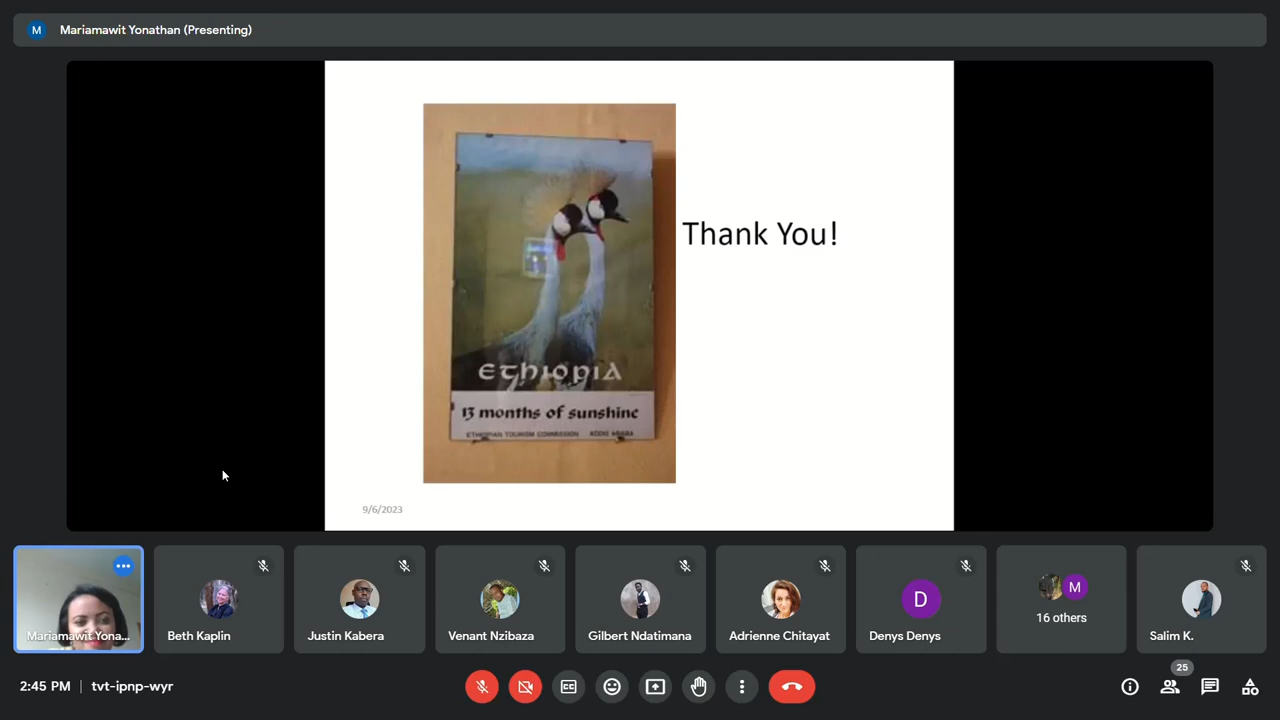 M Mariamawit Yonathan (Presenting)
Thank You!
ETHIOPIA
13 months of sunshine
ETHIOPIAN TOURISM COMMISSION ADDIS ABABA
9/6/2023
Mariamawit Yona...
Beth Kaplin
Justin Kabera
Venant Nzibaza
Gilbert Ndatimana
Adrienne Chitayat
D
Denys Denys
M
16 others
Salim K.
2:45 PM | tvt-ipnp-wyr
25